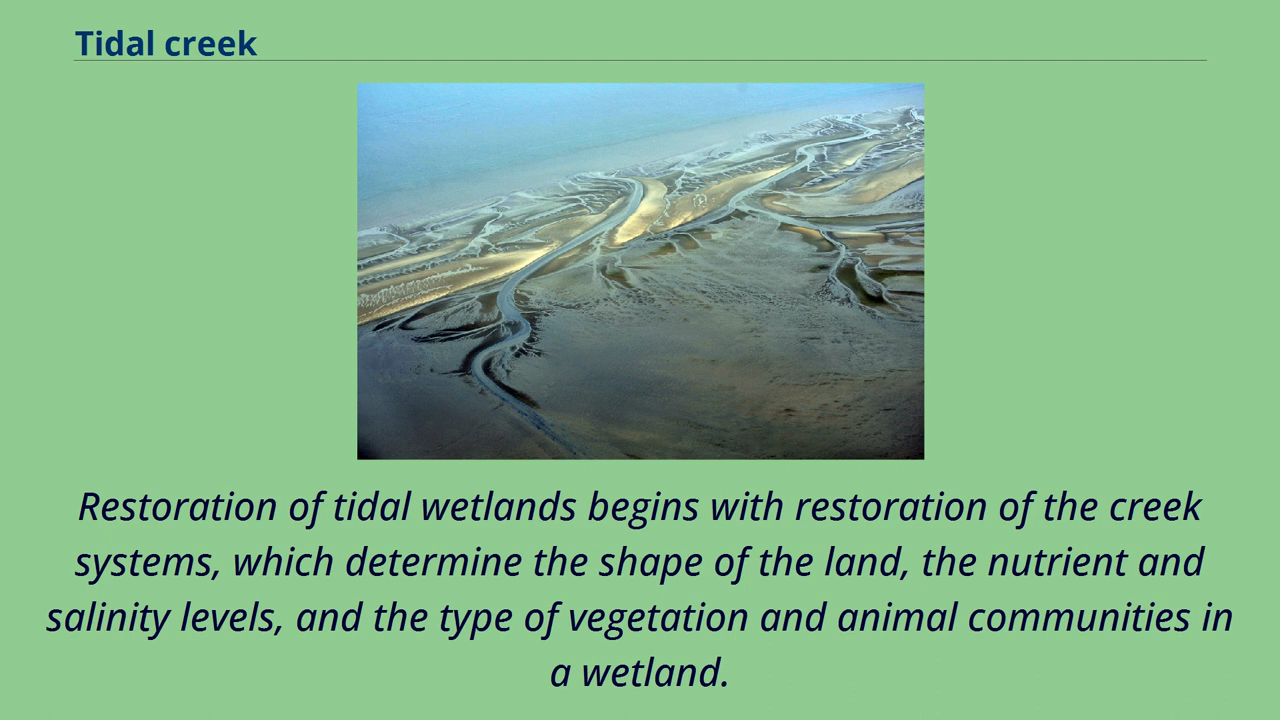 Tidal creek
Restoration of tidal wetlands begins with restoration of the creek
systems, which determine the shape of the land, the nutrient and
salinity levels, and the type of vegetation and animal communities in
a wetland.